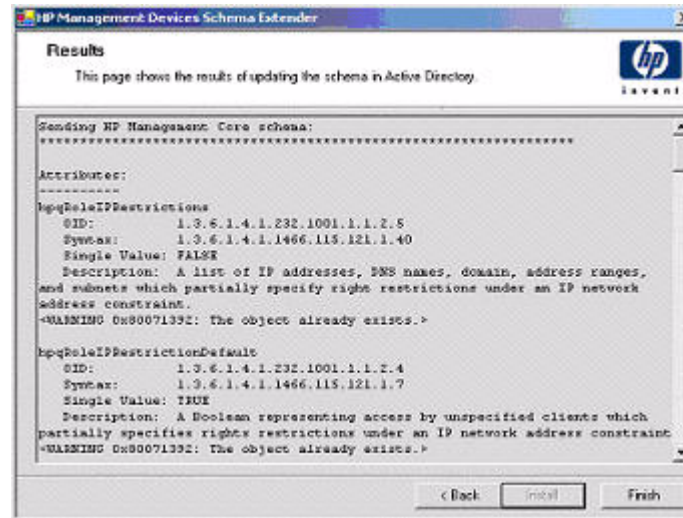 HP Management Devices Schema Extender
Results
This page shows the results of updating the schema in Active Directory.
hp
invent
Sending HP Management Core schema:
******************************************************************
Attributes:
----------
hpqRoleIPRestrictions
OID: 1.3.6.1.4.1.232.1001.1.1.2.5
Syntax: 1.3.6.1.4.1.1466.115.121.1.40
Single Value: FALSE
Description: A list of IP addresses, DNS names, domain, address ranges,
and subnets which partially specify right restrictions under an IP network
address constraint.
<WARNING 0x80071392: The object already exists.>
hpqRoleIPRestrictionDefault
OID: 1.3.6.1.4.1.232.1001.1.1.2.4
Syntax: 1.3.6.1.4.1.1466.115.121.1.7
Single Value: TRUE
Description: A Boolean representing access by unspecified clients which
partially specifies rights restrictions under an IP network address constraint
<WARNING 0x80071392: The object already exists.>
< Back
Install
Finish